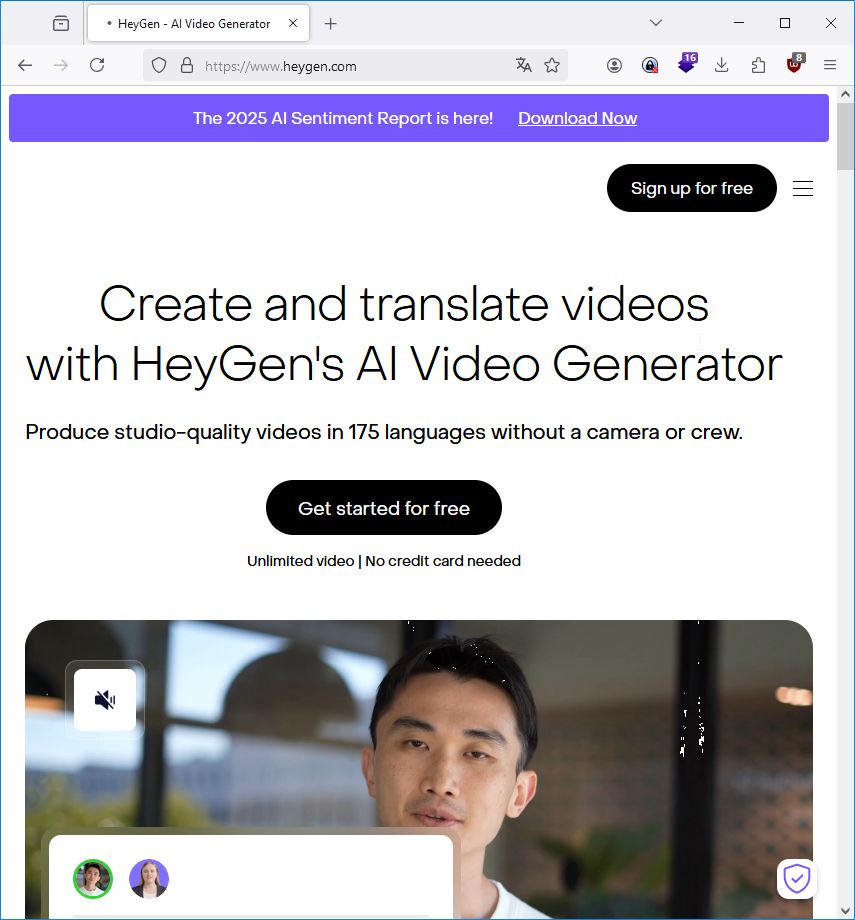 HeyGen - AI Video Generator
https://www.heygen.com
16
8
The 2025 AI Sentiment Report is here! Download Now
Sign up for free
Create and translate videos
with HeyGen's AI Video Generator
Produce studio-quality videos in 175 languages without a camera or crew.
Get started for free
Unlimited video | No credit card needed